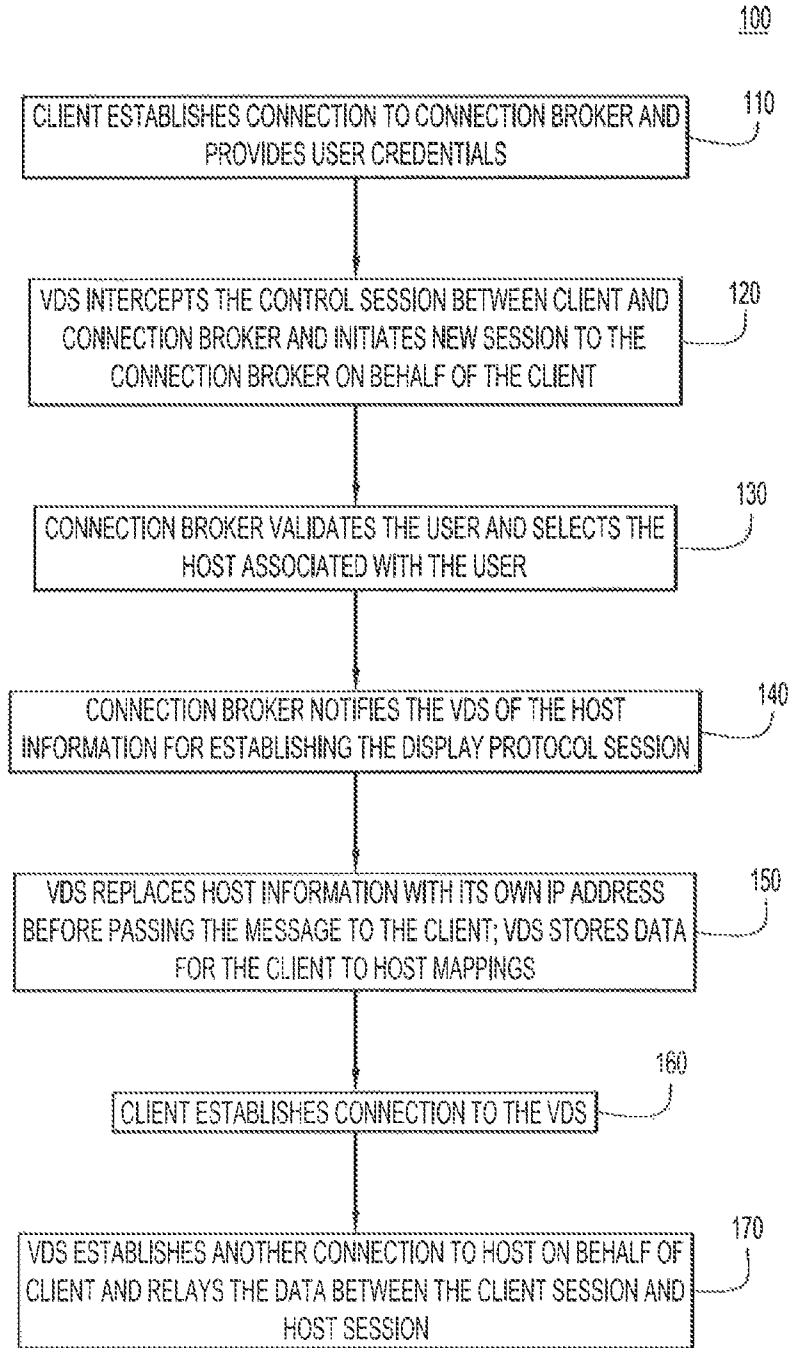 100
CLIENT ESTABLISHES CONNECTION TO CONNECTION BROKER AND
PROVIDES USER CREDENTIALS
110
VDS INTERCEPTS THE CONTROL SESSION BETWEEN CLIENT AND
CONNECTION BROKER AND INITIATES NEW SESSION TO THE
CONNECTION BROKER ON BEHALF OF THE CLIENT
120
CONNECTION BROKER VALIDATES THE USER AND SELECTS THE
HOST ASSOCIATED WITH THE USER
130
CONNECTION BROKER NOTIFIES THE VDS OF THE HOST
INFORMATION FOR ESTABLISHING THE DISPLAY PROTOCOL SESSION
140
VDS REPLACES HOST INFORMATION WITH ITS OWN IP ADDRESS
BEFORE PASSING THE MESSAGE TO THE CLIENT; VDS STORES DATA
FOR THE CLIENT TO HOST MAPPINGS
150
CLIENT ESTABLISHES CONNECTION TO THE VDS
160
VDS ESTABLISHES ANOTHER CONNECTION TO HOST ON BEHALF OF
CLIENT AND RELAYS THE DATA BETWEEN THE CLIENT SESSION AND
HOST SESSION
170